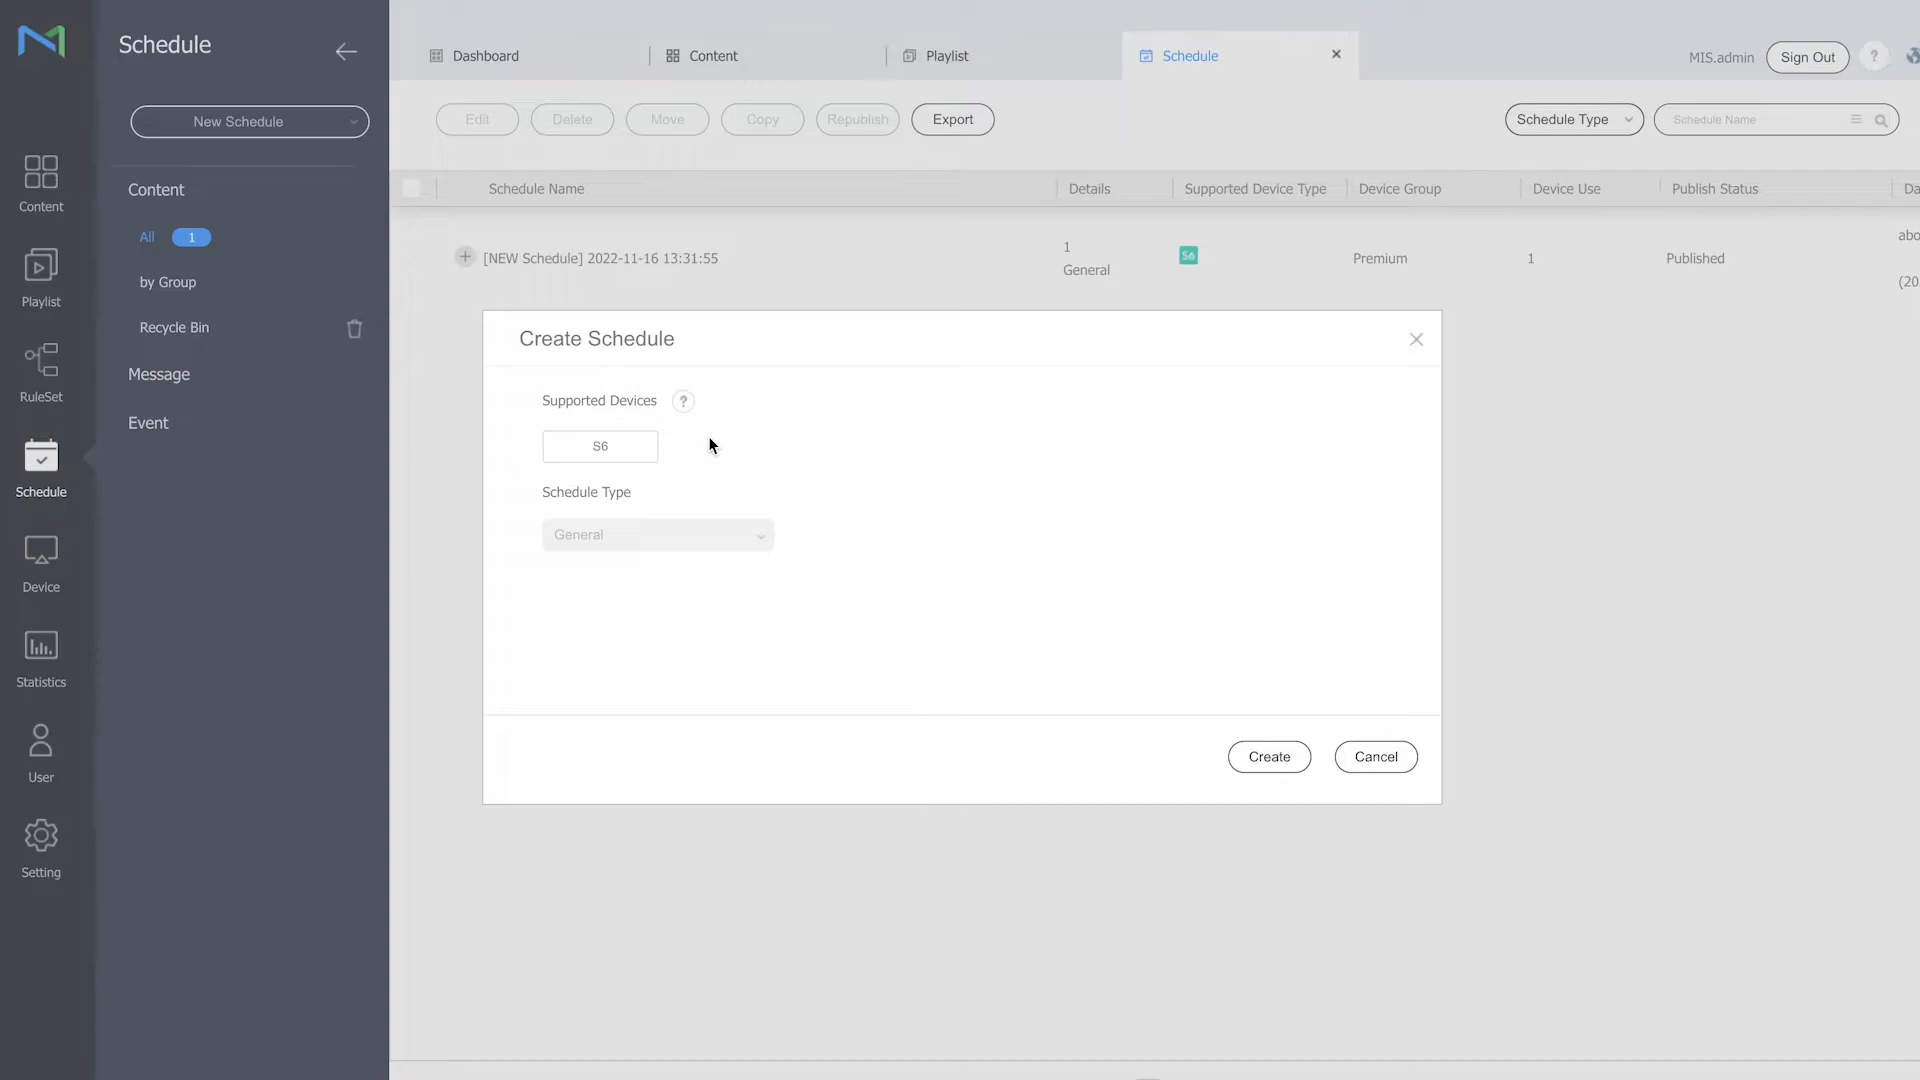 Schedule
New Schedule
Content
All 1
by Group
Recycle Bin
Message
Event
Content
Playlist
RuleSet
Schedule
Device
Statistics
User
Setting
Dashboard
Content
Playlist
Schedule
MIS.admin
Sign Out
?
Edit
Delete
Move
Copy
Republish
Export
Schedule Type
Schedule Name
Schedule Name Details Supported Device Type Device Group Device Use Publish Status Da
[NEW Schedule] 2022-11-16 13:31:55
1
General
S6
Premium
1
Published
abo
(20
Create Schedule
Supported Devices ?
S6
Schedule Type
General
Create
Cancel